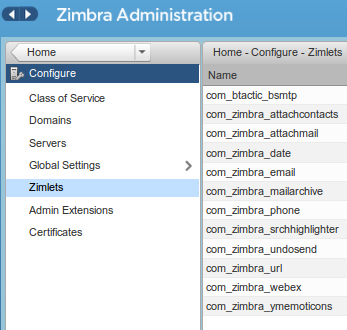 Zimbra Administration
Home
Configure
Class of Service
Domains
Servers
Global Settings
Zimlets
Admin Extensions
Certificates
Home - Configure - Zimlets
Name
com_btactic_bsmtp
com_zimbra_attachcontacts
com_zimbra_attachmail
com_zimbra_date
com_zimbra_email
com_zimbra_mailarchive
com_zimbra_phone
com_zimbra_srchhighlighter
com_zimbra_undosend
com_zimbra_url
com_zimbra_webex
com_zimbra_ymemoticons